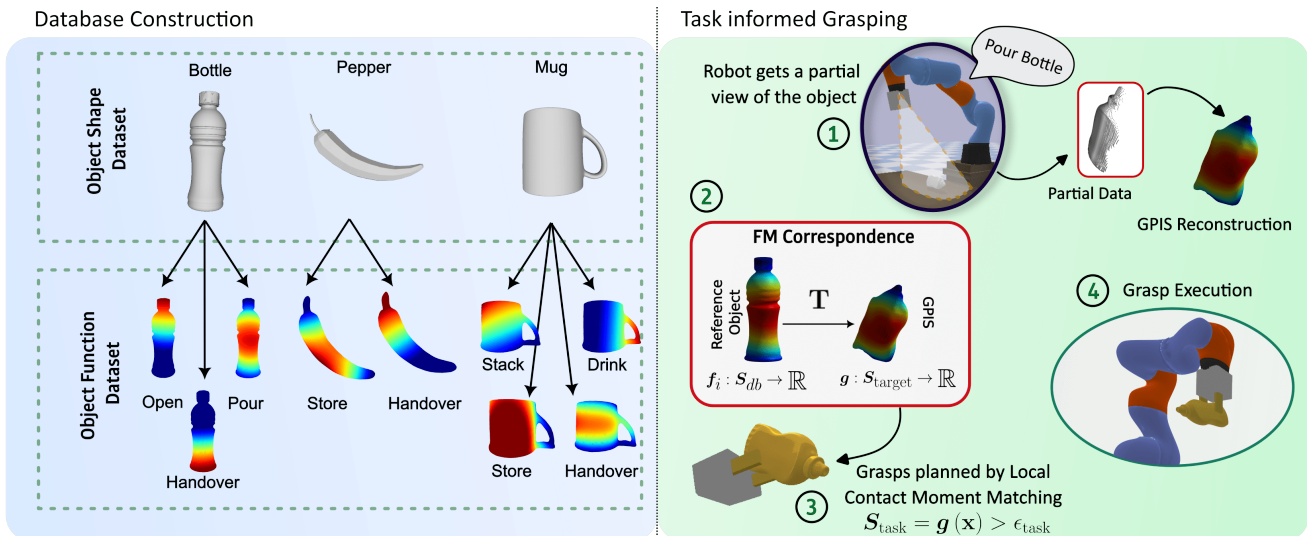 Database Construction
Task informed Grasping
Object Shape
Dataset
Bottle
Pepper
Mug
Object Function
Dataset
Open
Pour
Handover
Store
Handover
Stack
Drink
Store
Handover
Robot gets a partial
view of the object
1
Pour Bottle
Partial Data
GPIS Reconstruction
2
FM Correspondence
Reference
Object
T
GPIS
f_i : S_db → ℝ
g : S_target → ℝ
3
Grasps planned by Local
Contact Moment Matching
S_task = g (x) > ϵ_task
4
Grasp Execution